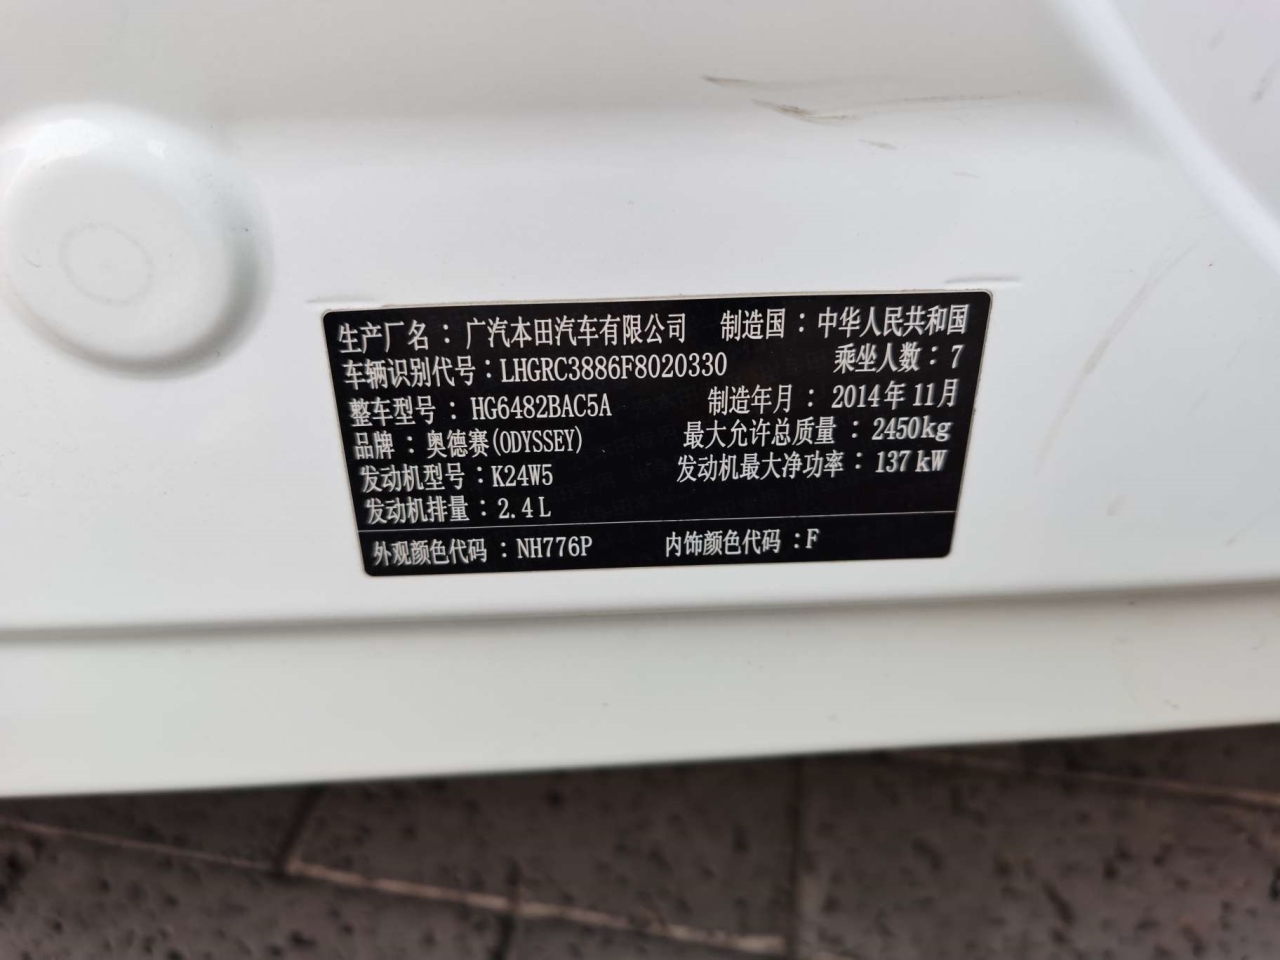 生产厂名：广汽本田汽车有限公司 制造国：中华人民共和国
车辆识别代号：LHGRC3886F8020330 乘坐人数：7
整车型号：HG6482BAC5A 制造年月：2014年11月
品牌：奥德赛(ODYSSEY) 最大允许总质量：2450kg
发动机型号：K24W5 发动机最大净功率：137kW
发动机排量：2.4L
外观颜色代码：NH776P 内饰颜色代码：F